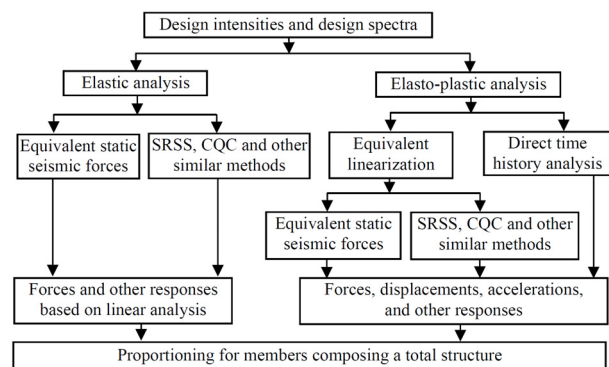 Design intensities and design spectra
Elastic analysis
Elasto-plastic analysis
Equivalent static
seismic forces
SRSS, CQC and other
similar methods
Equivalent
linearization
Direct time
history analysis
Equivalent static
seismic forces
SRSS, CQC and other
similar methods
Forces and other responses
based on linear analysis
Forces, displacements, accelerations,
and other responses
Proportioning for members composing a total structure